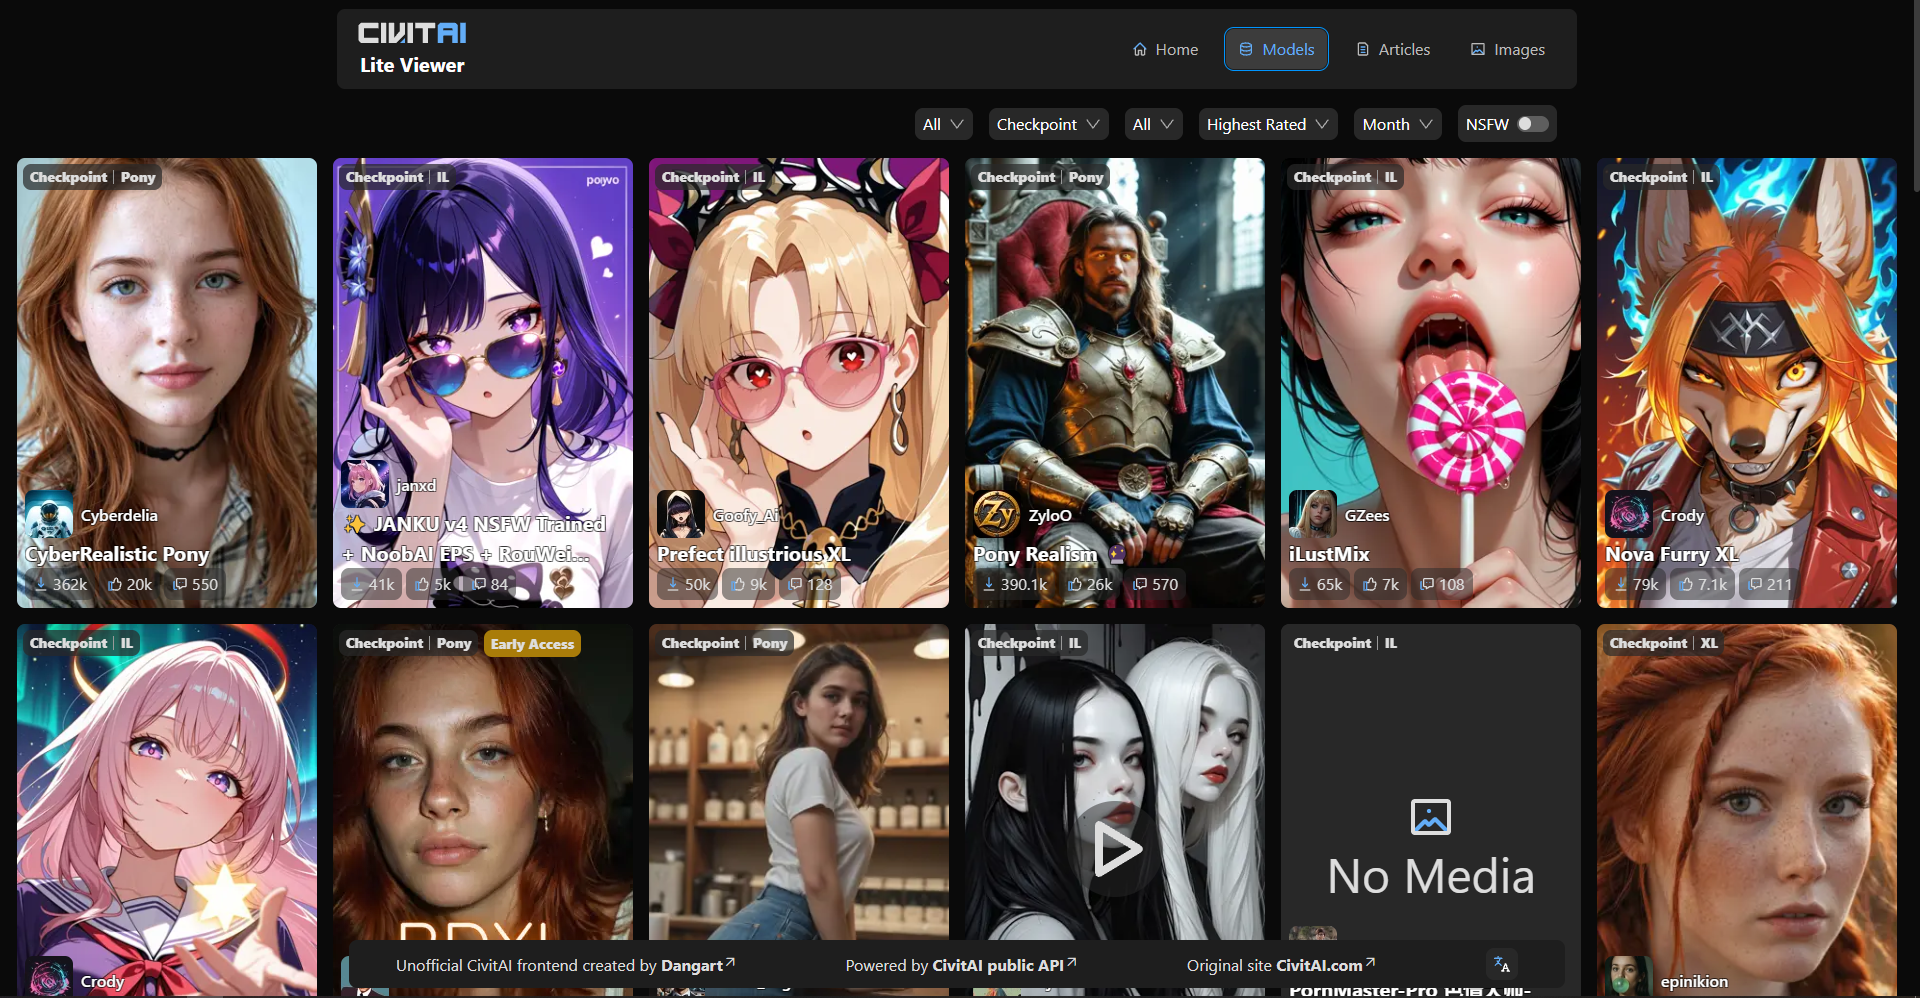 CIVITAI
Lite Viewer
Home
Models
Articles
Images
All
Checkpoint
All
Highest Rated
Month
NSFW
Checkpoint | Pony
Cyberdelia
CyberRealistic Pony
362k 20k 550
Checkpoint | IL
janxd
✨ JANKU v4 NSFW Trained
+ NoobAI EPS + RouWei...
41k 5k 84
Checkpoint | IL
Goofy_Ai
Prefect illustrious XL
50k 9k 128
Checkpoint | Pony
Zy
ZyloO
Pony Realism 🔮
390.1k 26k 570
Checkpoint | IL
GZees
iLustMix
65k 7k 108
Checkpoint | IL
Crody
Nova Furry XL
79k 7.1k 211
Checkpoint | IL
Crody
Checkpoint | Pony Early Access
Checkpoint | Pony
Checkpoint | IL
Checkpoint | IL
No Media
PornMaster-Pro 色情大师-
Checkpoint | XL
epinikion
Unofficial CivitAI frontend created by Dangart
Powered by CivitAI public API
Original site CivitAI.com